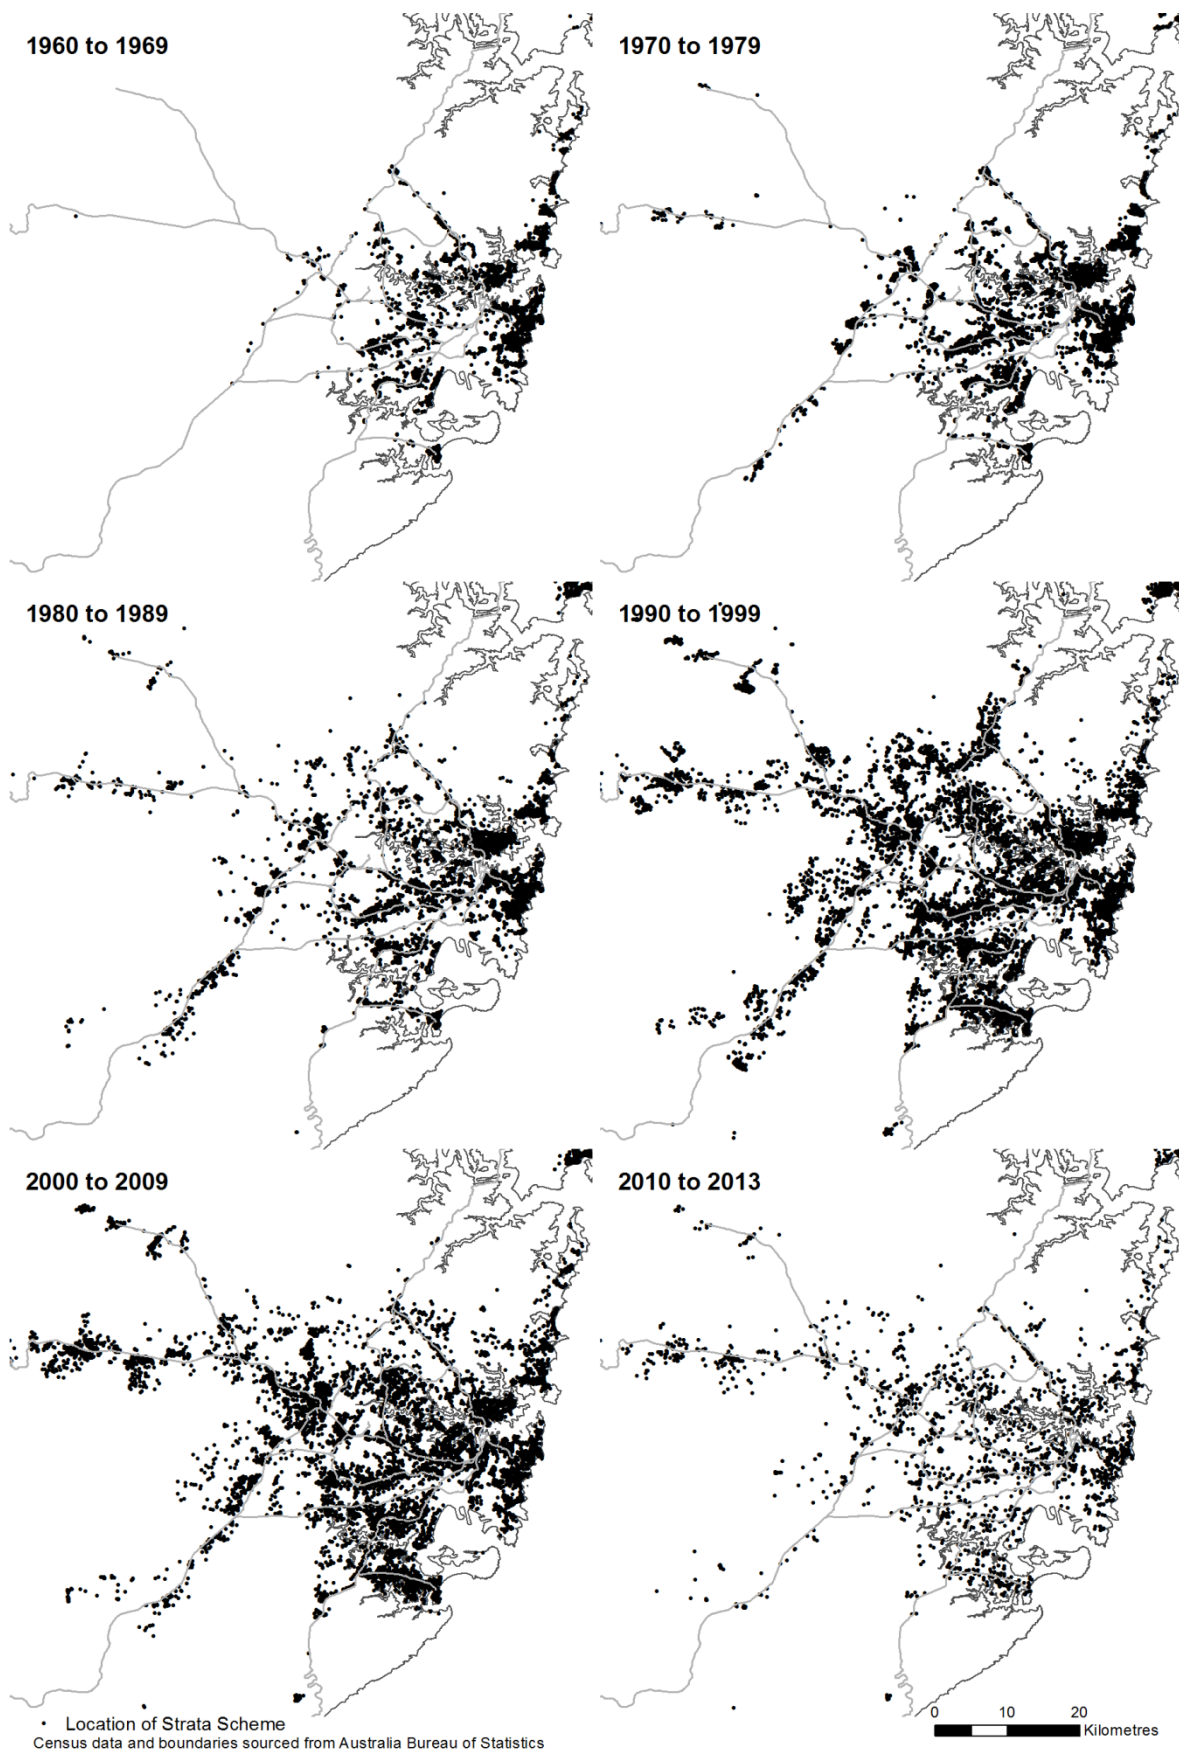 1960 to 1969
1970 to 1979
1980 to 1989
1990 to 1999
2000 to 2009
2010 to 2013
Location of Strata Scheme
Census data and boundaries sourced from Australia Bureau of Statistics
0 10 20
Kilometres